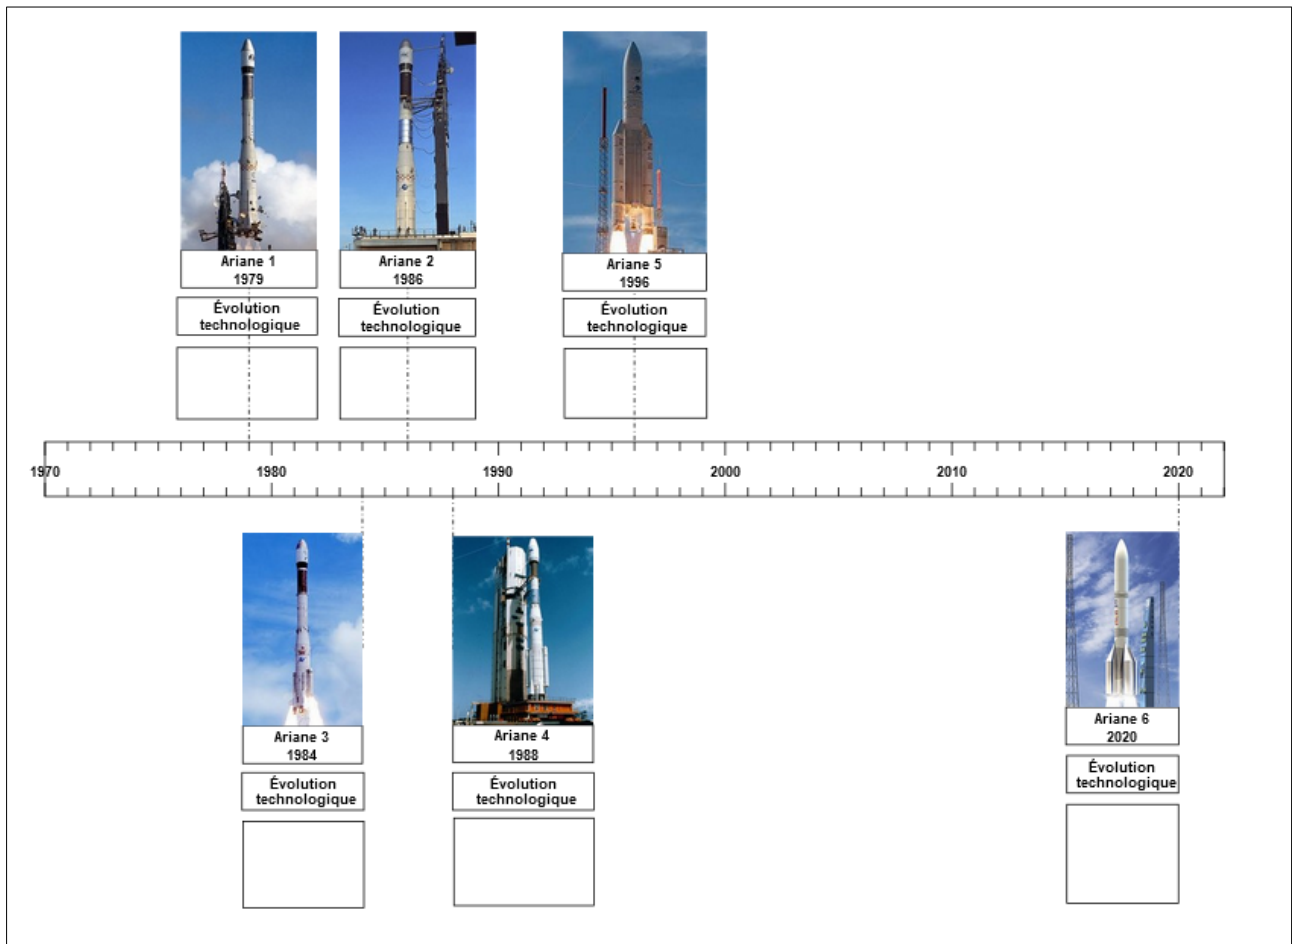 Ariane 1
1979
Évolution
technologique
Ariane 2
1986
Évolution
technologique
Ariane 5
1996
Évolution
technologique
1970 1980 1990 2000 2010 2020
Ariane 3
1984
Évolution
technologique
Ariane 4
1988
Évolution
technologique
Ariane 6
2020
Évolution
technologique